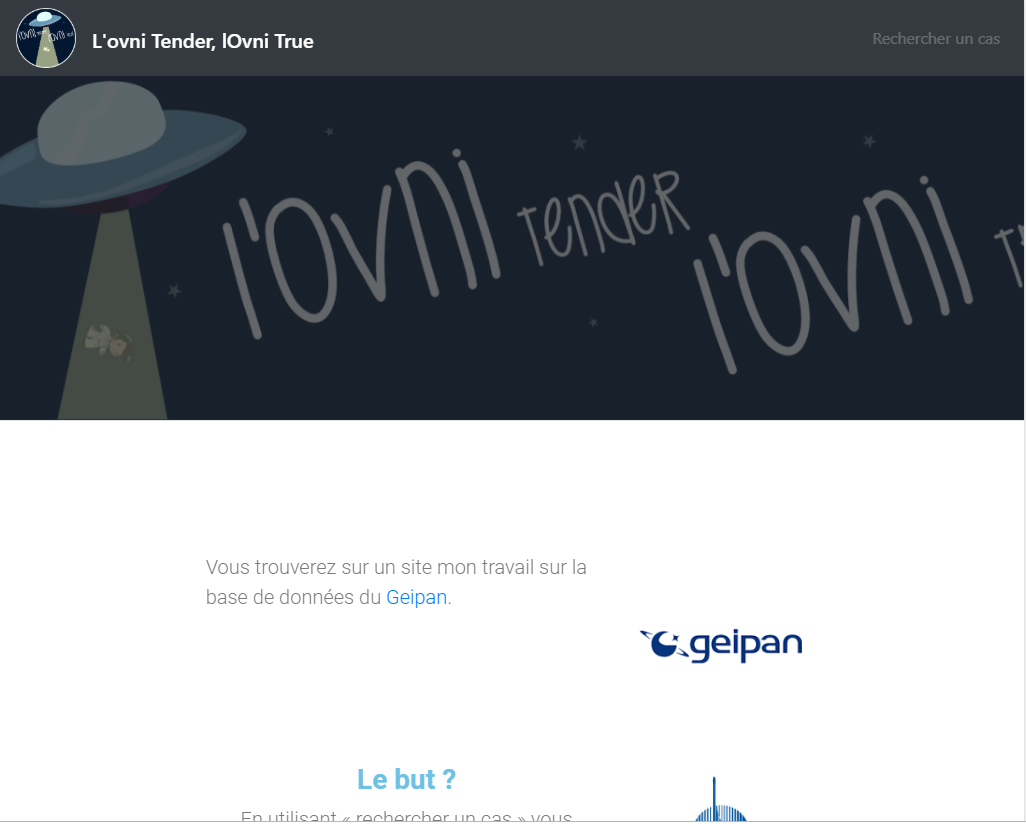 L'ovni Tender, lOvni True
Rechercher un cas
l'ovni Tender l'ovni
Vous trouverez sur un site mon travail sur la
base de données du Geipan.
geipan
Le but ?
En utilisant « rechercher un cas » vous